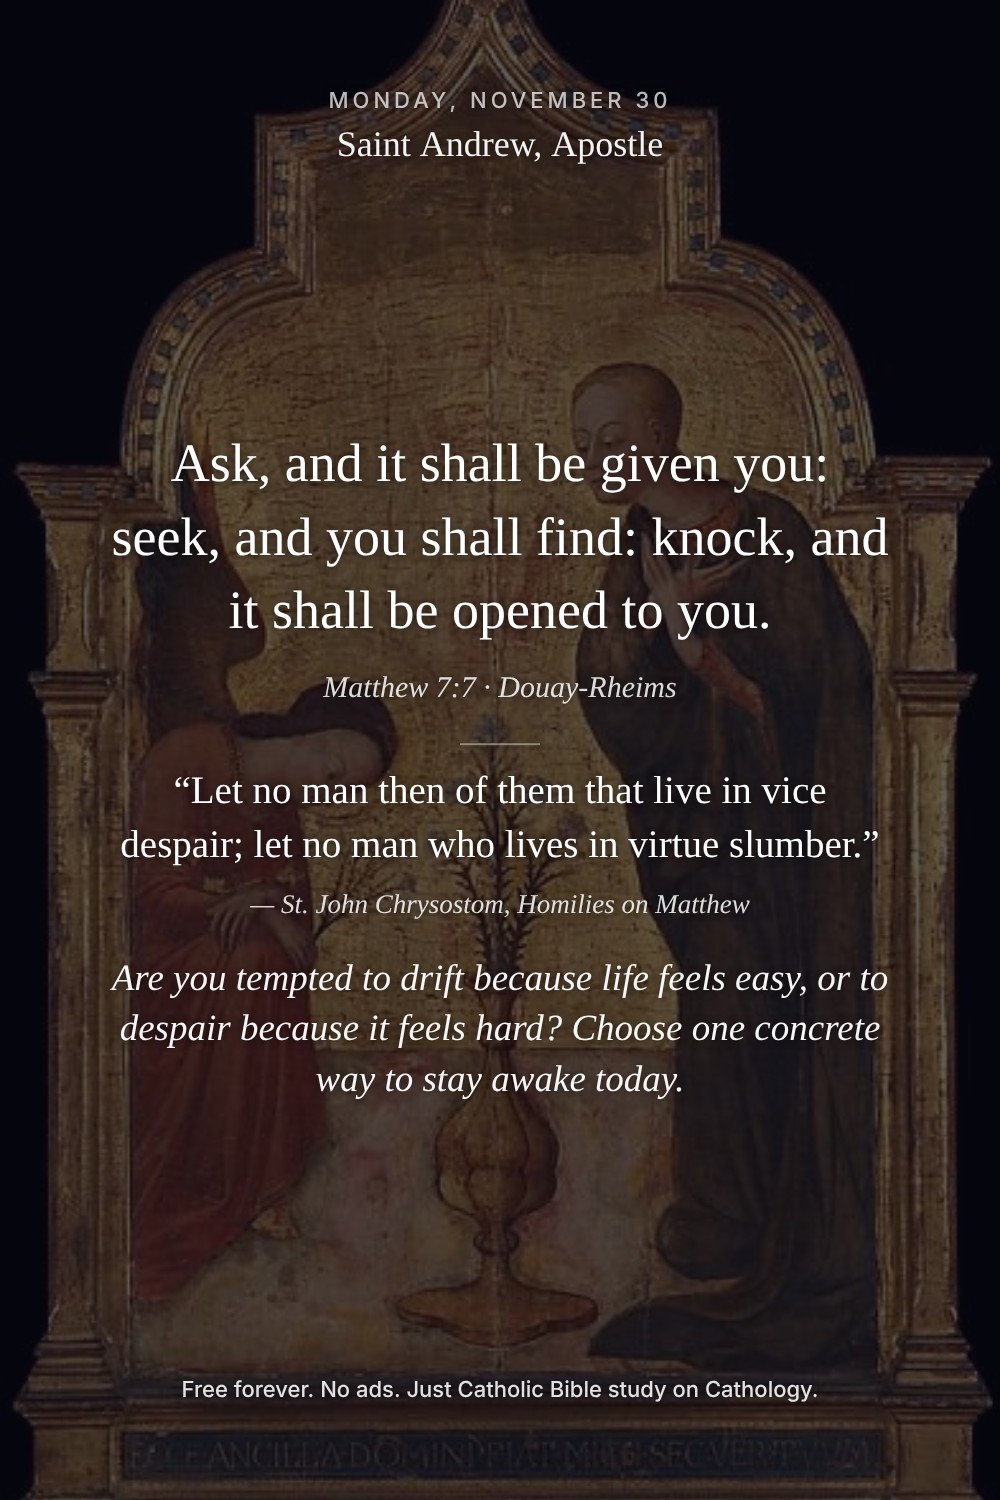 MONDAY, NOVEMBER 30
Saint Andrew, Apostle
Ask, and it shall be given you:
seek, and you shall find: knock, and
it shall be opened to you.
Matthew 7:7 · Douay-Rheims
“Let no man then of them that live in vice
despair; let no man who lives in virtue slumber.”
— St. John Chrysostom, Homilies on Matthew
Are you tempted to drift because life feels easy, or to
despair because it feels hard? Choose one concrete
way to stay awake today.
Free forever. No ads. Just Catholic Bible study on Cathology.
ANCILLA DOMINI